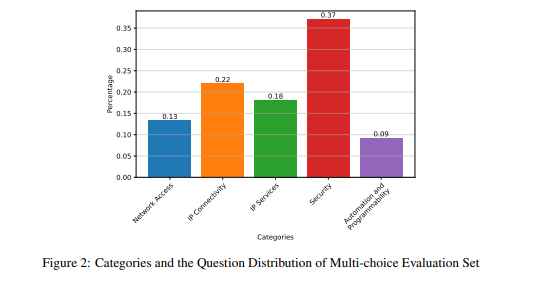 0.35
0.30
0.25
0.20
0.15
0.10
0.05
0.00
Percentage
0.13
0.22
0.18
0.37
0.09
Network Access
IP Connectivity
IP Services
Security
Automation and
Programmability
Categories
Figure 2: Categories and the Question Distribution of Multi-choice Evaluation Set